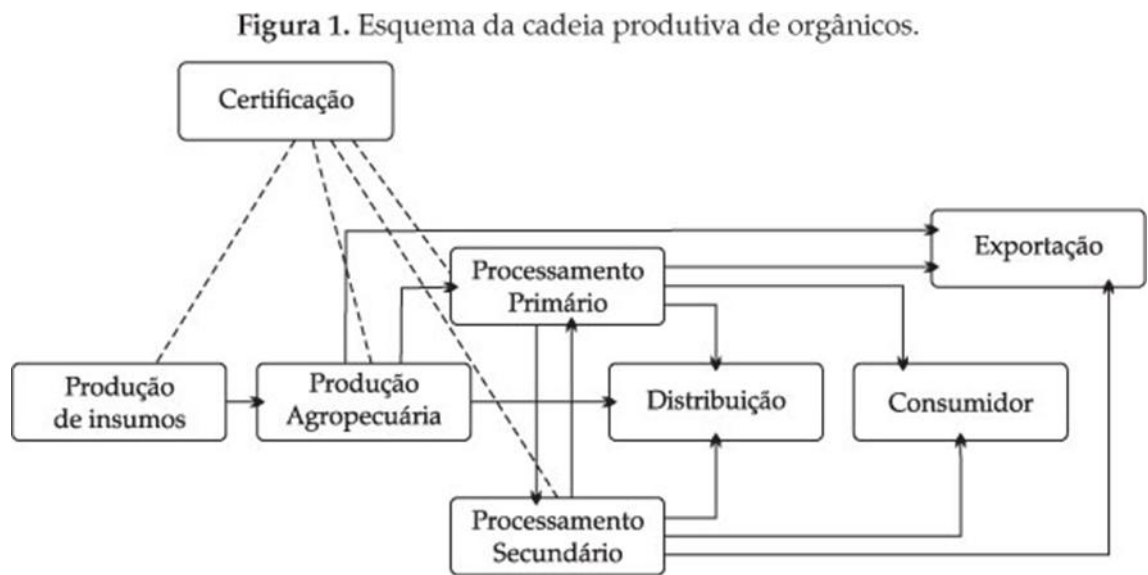 Figura 1. Esquema da cadeia produtiva de orgânicos.
Certificação
Exportação
Processamento
Primário
Produção
de insumos
Produção
Agropecuária
Distribuição
Consumidor
Processamento
Secundário